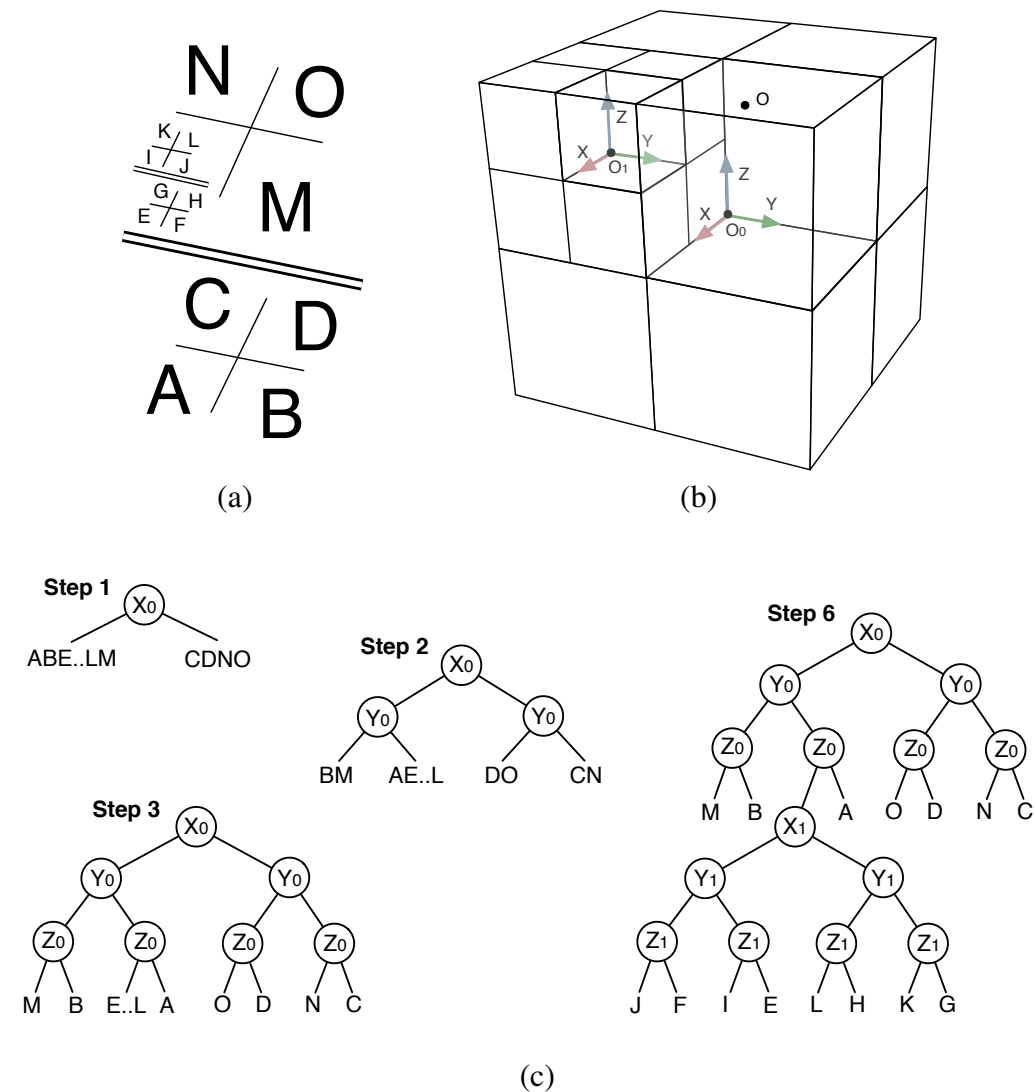 N O
K L
I J
G H
E F
M
C D
A B
(a)
O
Z
X Y
O1
Z
X Y
O0
(b)
Step 1
X0
ABE..LM CDNO
Step 2
X0
Y0 Y0
BM AE..L DO CN
Step 3
X0
Y0 Y0
Z0 Z0 Z0 Z0
M B E..L A O D N C
Step 6
X0
Y0 Y0
Z0 Z0 Z0 Z0
M B A O D N C
X1
Y1 Y1
Z1 Z1 Z1 Z1
J F I E L H K G
(c)